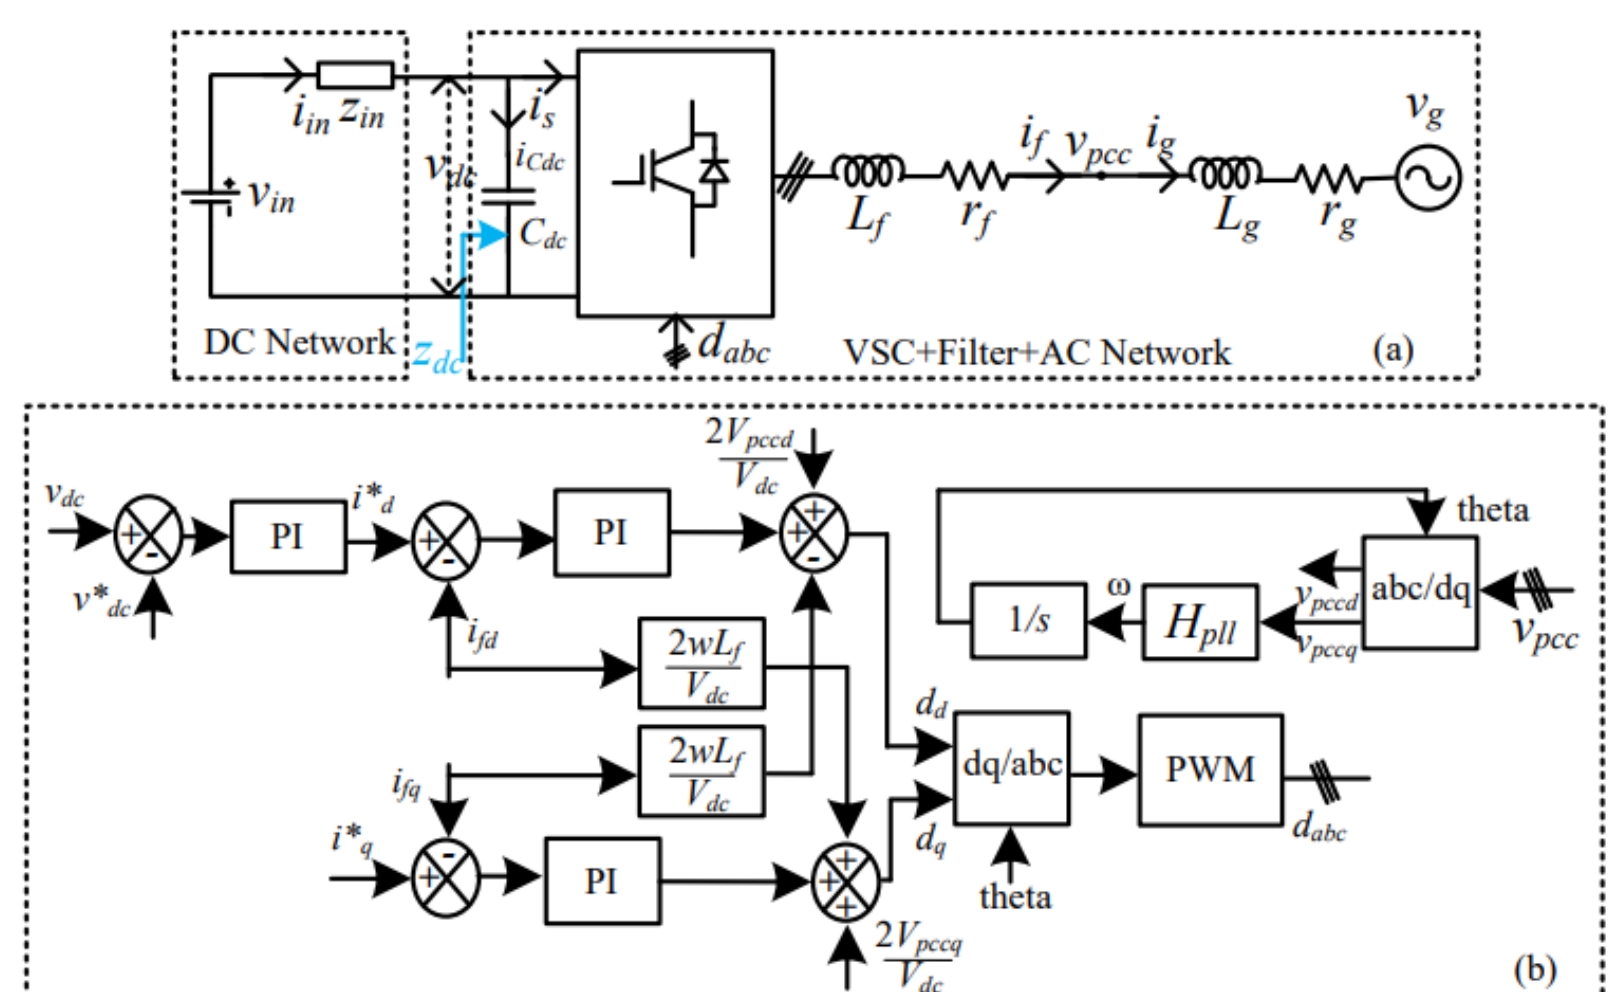 i_in z_in
v_in
v_dc
i_s
i_Cdc
C_dc
z_dc
DC Network
d_abc
L_f
r_f
i_f
v_pcc
i_g
L_g
r_g
v_g
VSC+Filter+AC Network
(a)
v_dc
+
-
v*_dc
PI
i*_d
+
-
i_fd
PI
2V_pccd
V_dc
+
+
-
2wL_f
V_dc
2wL_f
V_dc
i_fq
i*_q
-
+
PI
+
+
+
2V_pccq
V_dc
d_d
d_q
dq/abc
theta
PWM
d_abc
theta
abc/dq
v_pcc
v_pccd
v_pccq
H_pll
ω
1/s
(b)